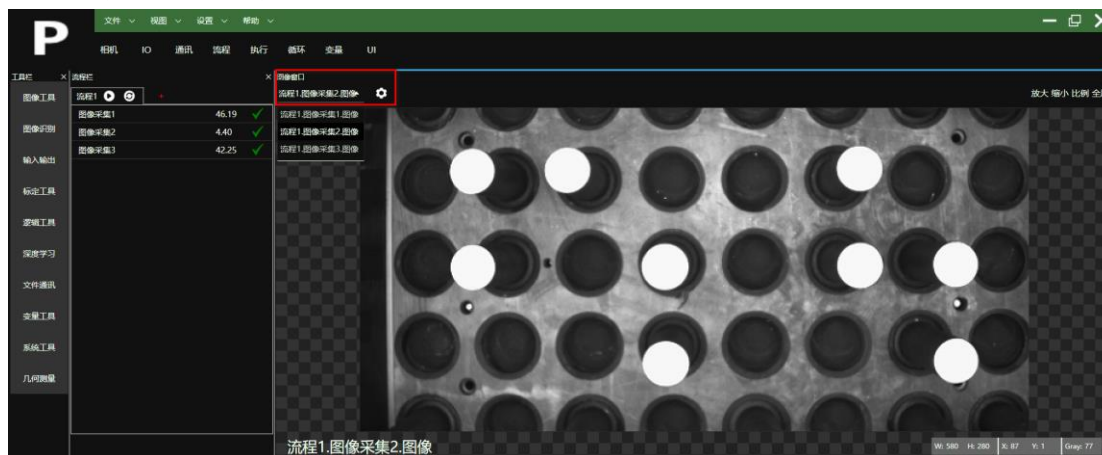 P
文件 视图 设置 帮助
相机 IO 通讯 流程 执行 循环 变量 UI
工具栏 ×
流程栏 ×
图像窗口
图像工具
图像识别
输入输出
标定工具
逻辑工具
深度学习
文件通讯
变量工具
系统工具
几何测量
流程1
图像采集1 46.19
图像采集2 4.40
图像采集3 42.25
流程1.图像采集2.图像
流程1.图像采集1.图像
流程1.图像采集2.图像
流程1.图像采集3.图像
放大 缩小 比例
流程1.图像采集2.图像
W: 580 H: 280 X: 87 Y: 1 Gray: 77